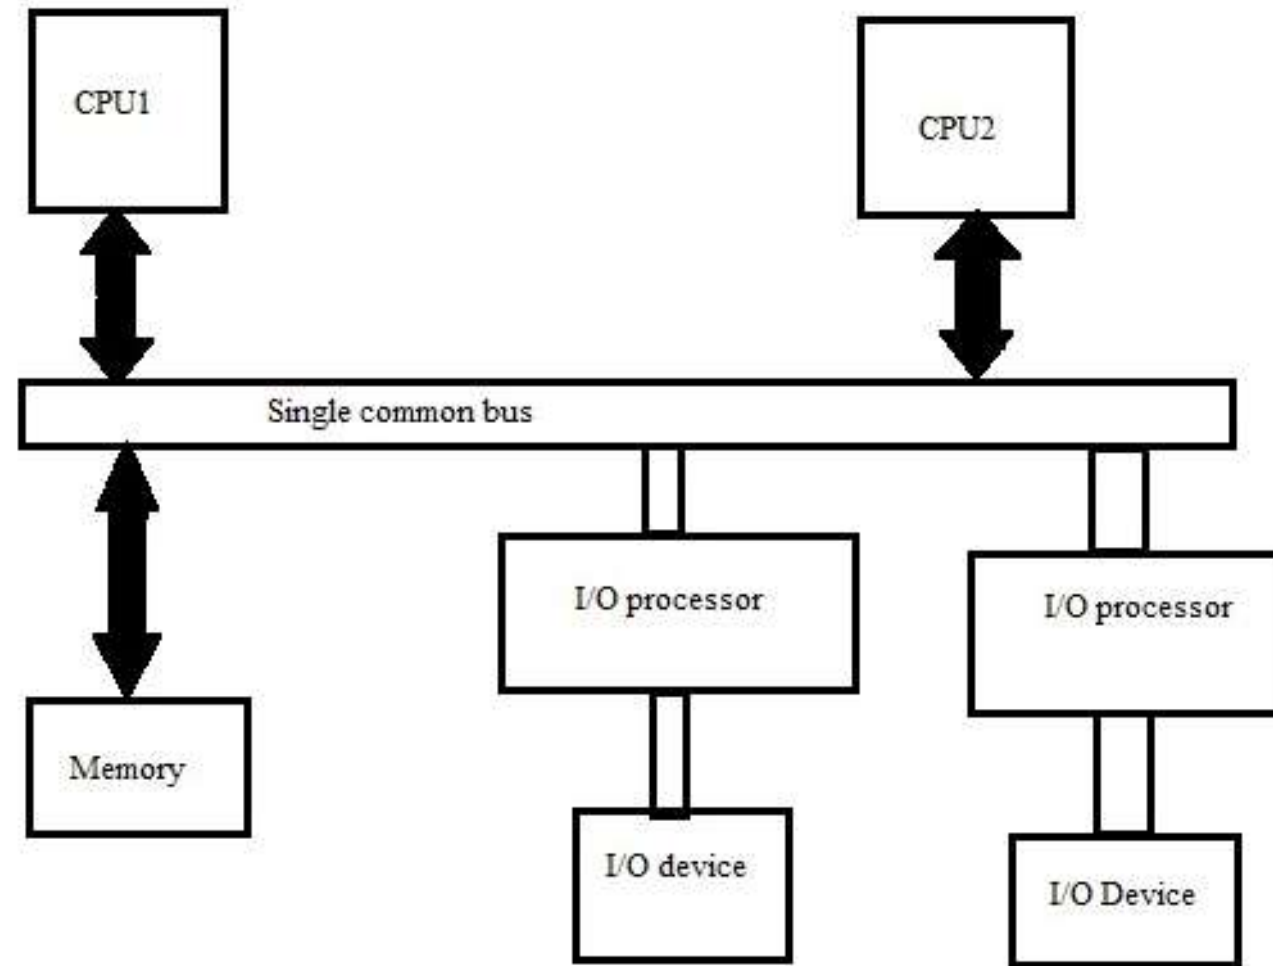 CPU1
CPU2
Single common bus
I/O processor
I/O processor
Memory
I/O device
I/O Device